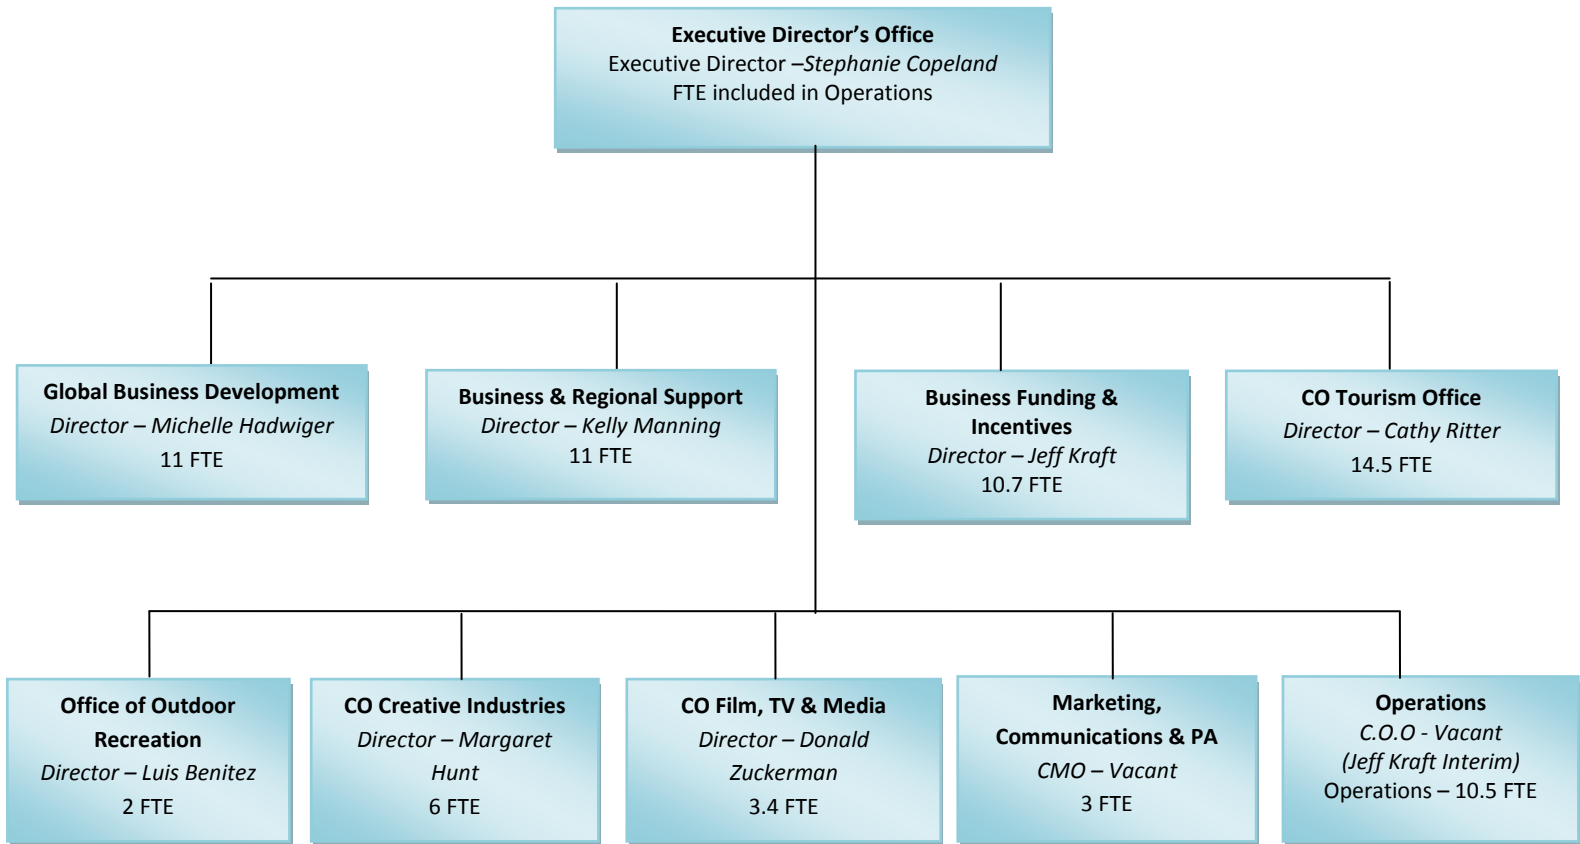 Executive Director’s Office
Executive Director –Stephanie Copeland
FTE included in Operations
Global Business Development
Director – Michelle Hadwiger
11 FTE
Business & Regional Support
Director – Kelly Manning
11 FTE
Business Funding &
Incentives
Director – Jeff Kraft
10.7 FTE
CO Tourism Office
Director – Cathy Ritter
14.5 FTE
Office of Outdoor
Recreation
Director – Luis Benitez
2 FTE
CO Creative Industries
Director – Margaret
Hunt
6 FTE
CO Film, TV & Media
Director – Donald
Zuckerman
3.4 FTE
Marketing,
Communications & PA
CMO – Vacant
3 FTE
Operations
C.O.O - Vacant
(Jeff Kraft Interim)
Operations – 10.5 FTE